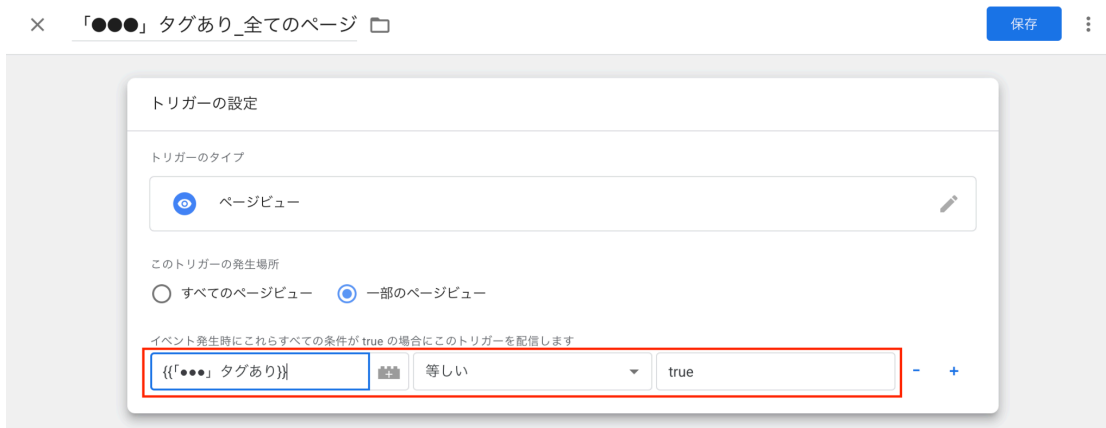 「●●●」タグあり_全てのページ
保存
トリガーの設定
トリガーのタイプ
ページビュー
このトリガーの発生場所
すべてのページビュー 一部のページビュー
イベント発生時にこれらすべての条件が true の場合にこのトリガーを配信します
{{「●●●」タグあり}} 等しい true - +